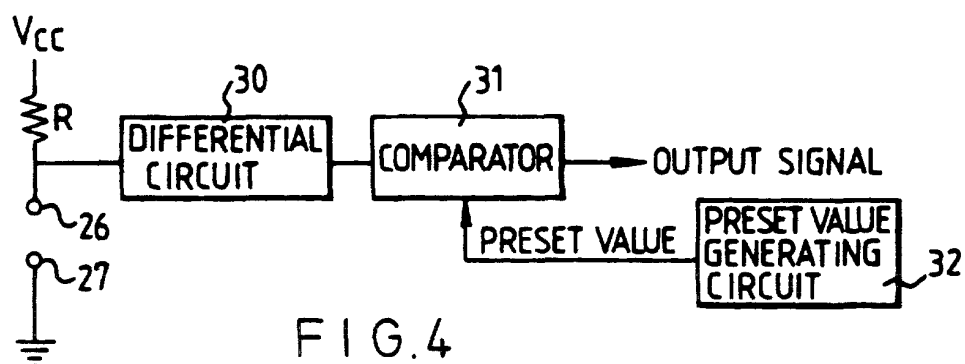 VCC
R
30
DIFFERENTIAL
CIRCUIT
31
COMPARATOR
OUTPUT SIGNAL
26
27
PRESET VALUE
PRESET VALUE
GENERATING
CIRCUIT
32
FIG.4